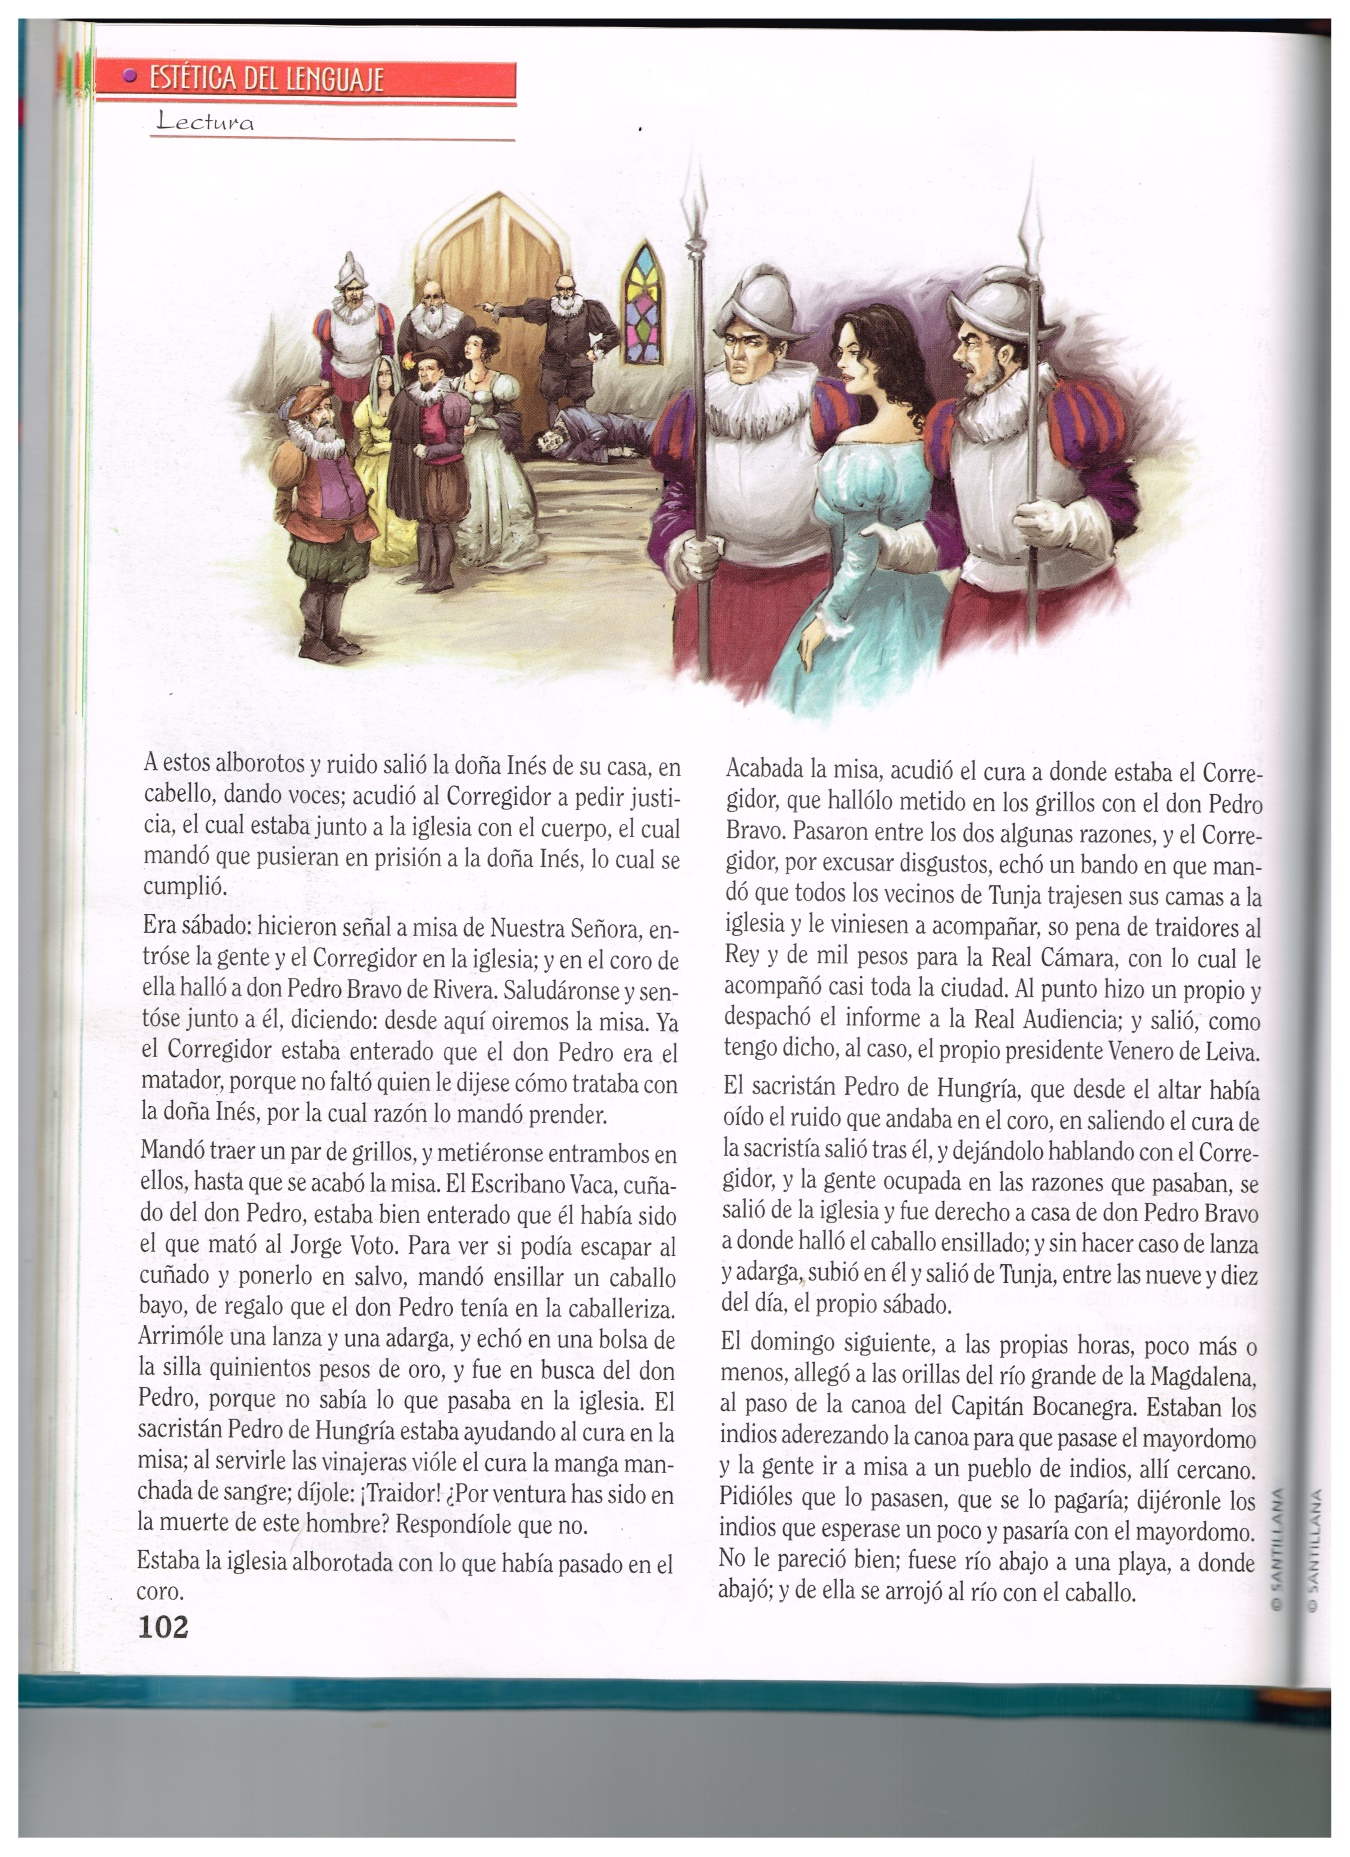 ESTÉTICA DEL LENGUAJE
Lectura
A estos alborotos y ruido salió la doña Inés de su casa, en
cabello, dando voces; acudió al Corregidor a pedir justi-
cia, el cual estaba junto a la iglesia con el cuerpo, el cual
mandó que pusieran en prisión a la doña Inés, lo cual se
cumplió.
Era sábado: hicieron señal a misa de Nuestra Señora, en-
tróse la gente y el Corregidor en la iglesia; y en el coro de
ella halló a don Pedro Bravo de Rivera. Saludáronse y sen-
tóse junto a él, diciendo: desde aquí oiremos la misa. Ya
el Corregidor estaba enterado que el don Pedro era el
matador, porque no faltó quien le dijese cómo trataba con
la doña Inés, por la cual razón lo mandó prender.
Mandó traer un par de grillos, y metiéronse entrambos en
ellos, hasta que se acabó la misa. El Escribano Vaca, cuña-
do del don Pedro, estaba bien enterado que él había sido
el que mató al Jorge Voto. Para ver si podía escapar al
cuñado y ponerlo en salvo, mandó ensillar un caballo
bayo, de regalo que el don Pedro tenía en la caballeriza.
Arrimóle una lanza y una adarga, y echó en una bolsa de
la silla quinientos pesos de oro, y fue en busca del don
Pedro, porque no sabía lo que pasaba en la iglesia. El
sacristán Pedro de Hungría estaba ayudando al cura en la
misa; al servirle las vinajeras vióle el cura la manga man-
chada de sangre; díjole: ¡Traidor! ¿Por ventura has sido en
la muerte de este hombre? Respondíole que no.
Estaba la iglesia alborotada con lo que había pasado en el
coro.
102
Acabada la misa, acudió el cura a donde estaba el Corre-
gidor, que hallólo metido en los grillos con el don Pedro
Bravo. Pasaron entre los dos algunas razones, y el Corre-
gidor, por excusar disgustos, echó un bando en que man-
dó que todos los vecinos de Tunja trajesen sus camas a la
iglesia y le viniesen a acompañar, so pena de traidores al
Rey y de mil pesos para la Real Cámara, con lo cual le
acompañó casi toda la ciudad. Al punto hizo un propio y
despachó el informe a la Real Audiencia; y salió, como
tengo dicho, al caso, el propio presidente Venero de Leiva.
El sacristán Pedro de Hungría, que desde el altar había
oído el ruido que andaba en el coro, en saliendo el cura de
la sacristía salió tras él, y dejándolo hablando con el Corre-
gidor, y la gente ocupada en las razones que pasaban, se
salió de la iglesia y fue derecho a casa de don Pedro Bravo
a donde halló el caballo ensillado; y sin hacer caso de lanza
y adarga, subió en él y salió de Tunja, entre las nueve y diez
del día, el propio sábado.
El domingo siguiente, a las propias horas, poco más o
menos, allegó a las orillas del río grande de la Magdalena,
al paso de la canoa del Capitán Bocanegra. Estaban los
indios aderezando la canoa para que pasase el mayordomo
y la gente ir a misa a un pueblo de indios, allí cercano.
Pidióles que lo pasasen, que se lo pagaría; dijéronle los
indios que esperase un poco y pasaría con el mayordomo.
No le pareció bien; fuese río abajo a una playa, a donde
abajó; y de ella se arrojó al río con el caballo.
© SANTILLANA
© SANTILLANA